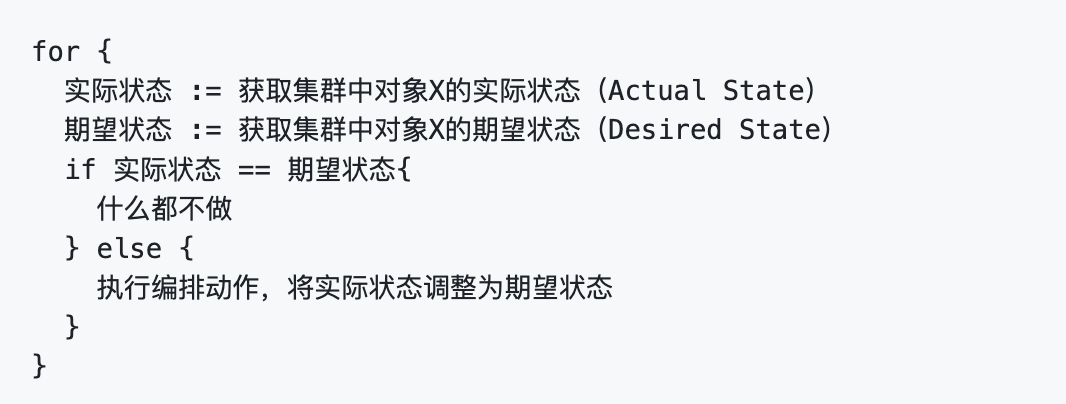 for {
  实际状态 := 获取集群中对象X的实际状态（Actual State）
  期望状态 := 获取集群中对象X的期望状态（Desired State）
  if 实际状态 == 期望状态{
    什么都不做
  } else {
    执行编排动作，将实际状态调整为期望状态
  }
}